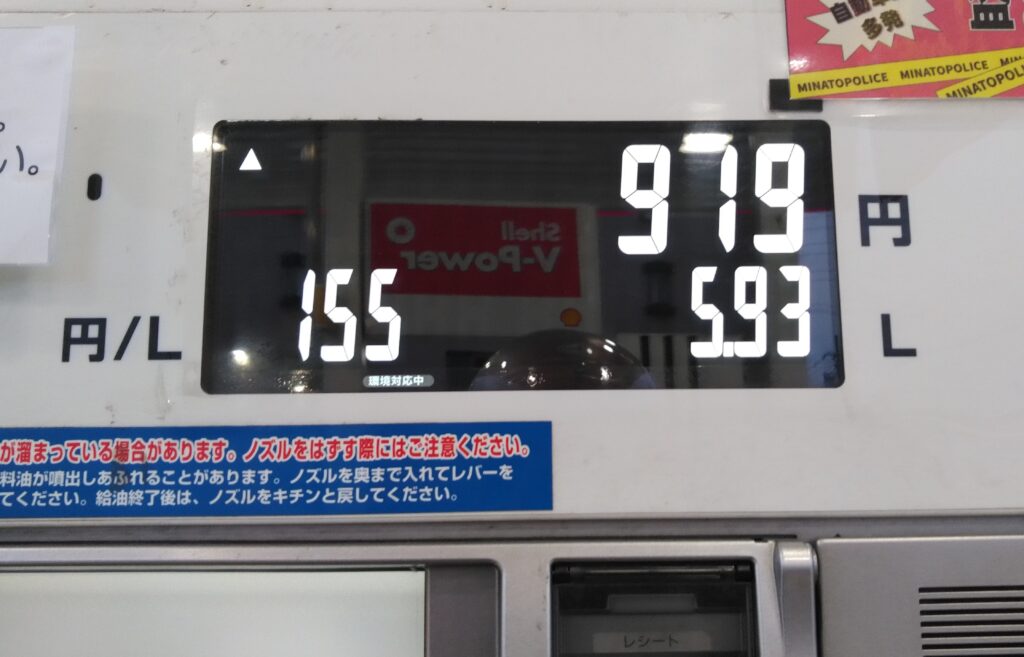 自動車
多発
MINATOPOLICE MINATOPOLICE
MINATOPOLICE
い。
919 円
Shell
V-Power
円/L 155 5.93 L
環境対応中
が溜まっている場合があります。ノズルをはずす際にはご注意ください。
料油が噴出しあふれることがあります。ノズルを奥まで入れてレバーを
てください。給油終了後は、ノズルをキチンと戻してください。
レシート